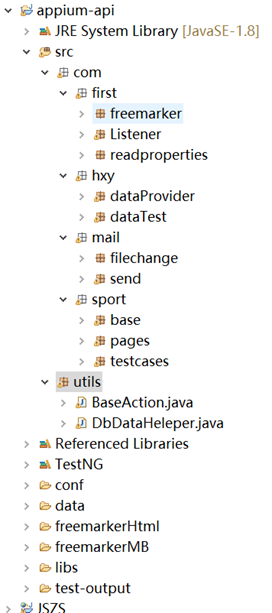 appium-api
JRE System Library [JavaSE-1.8]
src
com
first
freemarker
Listener
readproperties
hxy
dataProvider
dataTest
mail
filechange
send
sport
base
pages
testcases
utils
BaseAction.java
DbDataHeleper.java
Referenced Libraries
TestNG
conf
data
freemarkerHtml
freemarkerMB
libs
test-output
JSZS